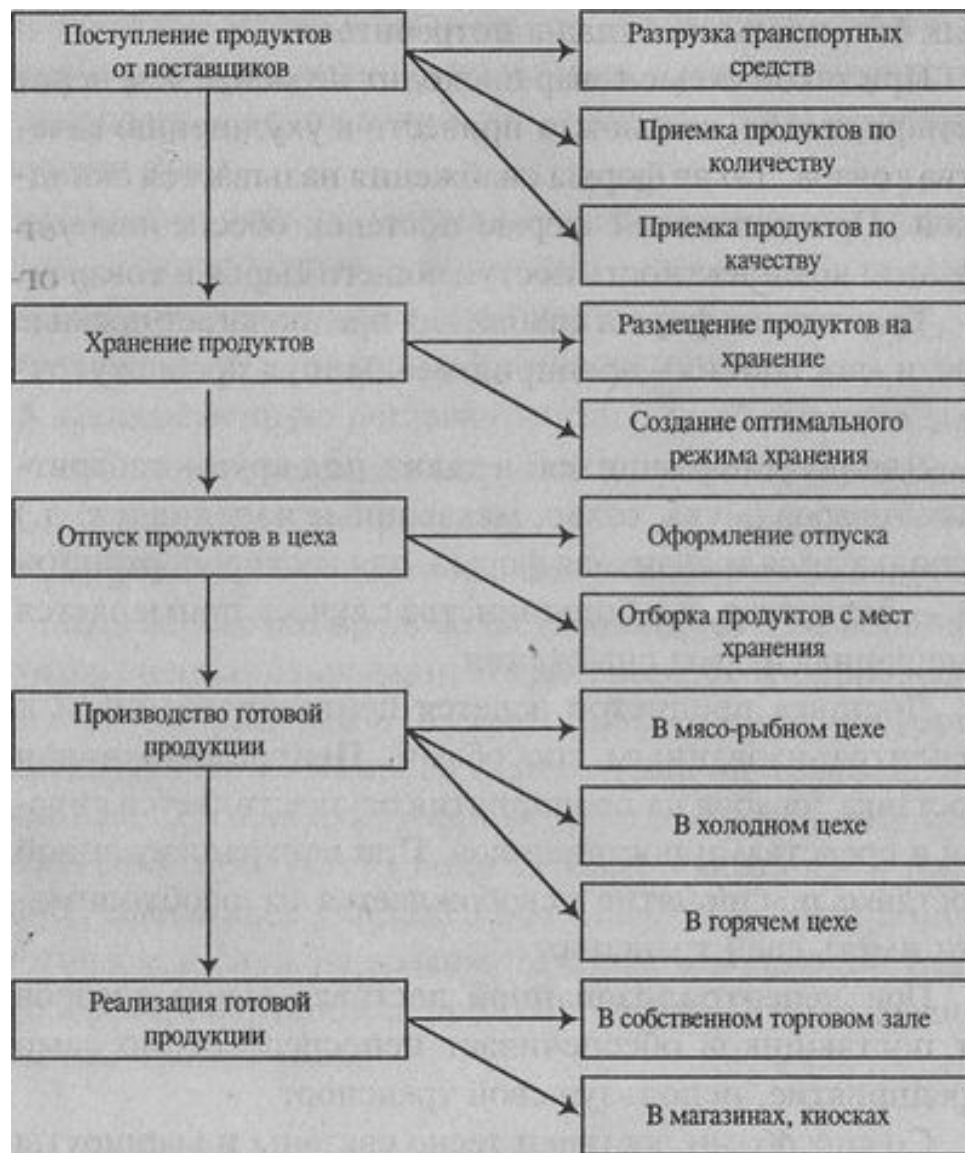 Поступление продуктов
от поставщиков
Разгрузка транспортных
средств
Приемка продуктов по
количеству
Приемка продуктов по
качеству
Хранение продуктов
Размещение продуктов на
хранение
Создание оптимального
режима хранения
Отпуск продуктов в цеха
Оформление отпуска
Отборка продуктов с мест
хранения
Производство готовой
продукции
В мясо-рыбном цехе
В холодном цехе
В горячем цехе
Реализация готовой
продукции
В собственном торговом зале
В магазинах, киосках